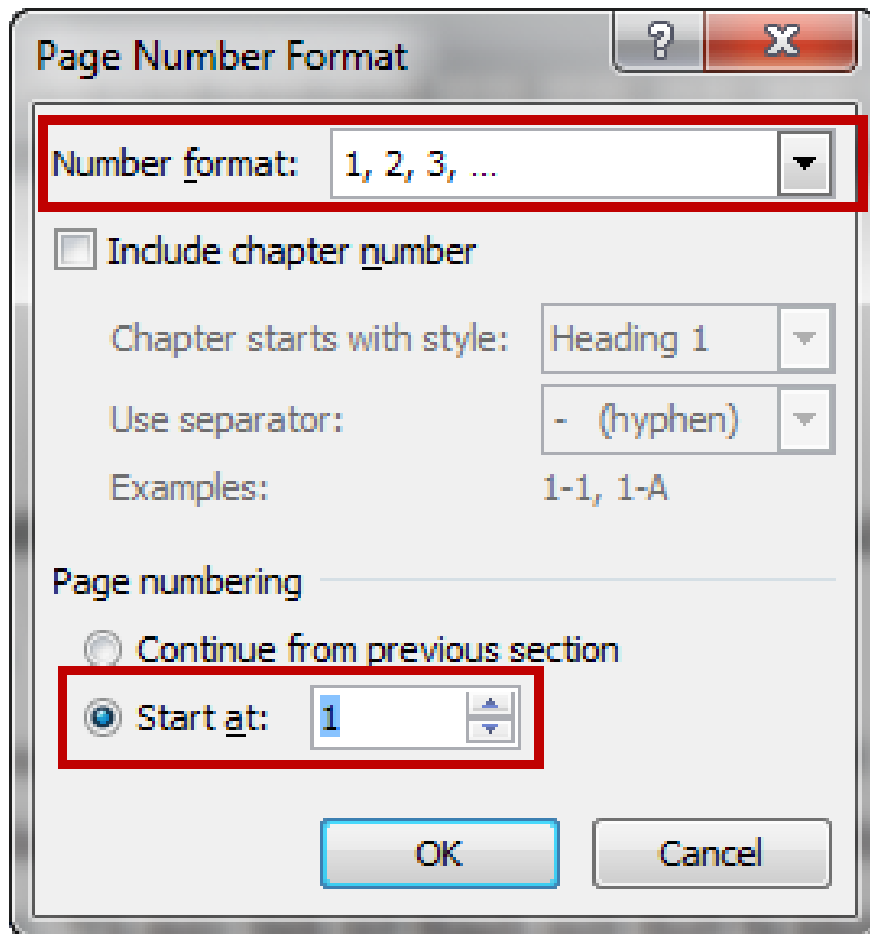 Page Number Format
Number format: 1, 2, 3, ...
Include chapter number
Chapter starts with style: Heading 1
Use separator: - (hyphen)
Examples: 1-1, 1-A
Page numbering
Continue from previous section
Start at: 1
OK Cancel